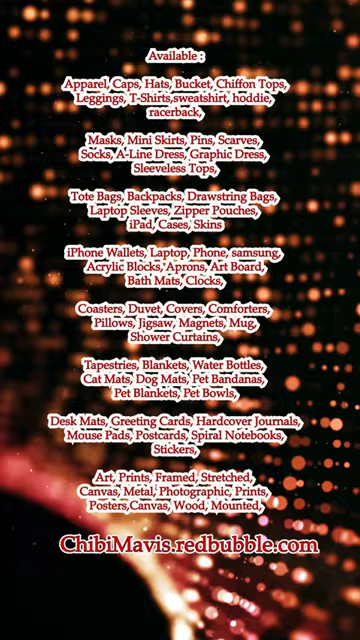 Available :
Apparel, Caps, Hats, Bucket, Chiffon Tops,
Leggings, T-Shirts,sweatshirt, hoddie,
racerback,
Masks, Mini Skirts, Pins, Scarves,
Socks, A-Line Dress, Graphic Dress,
Sleeveless Tops,
Tote Bags, Backpacks, Drawstring Bags,
Laptop Sleeves, Zipper Pouches,
iPad, Cases, Skins
iPhone Wallets, Laptop, Phone, samsung,
Acrylic Blocks, Aprons, Art Board,
Bath Mats, Clocks,
Coasters, Duvet, Covers, Comforters,
Pillows, Jigsaw, Magnets, Mug,
Shower Curtains,
Tapestries, Blankets, Water Bottles,
Cat Mats, Dog Mats, Pet Bandanas,
Pet Blankets, Pet Bowls,
Desk Mats, Greeting Cards, Hardcover Journals,
Mouse Pads, Postcards, Spiral Notebooks,
Stickers,
Art, Prints, Framed, Stretched,
Canvas, Metal, Photographic, Prints,
Posters,Canvas, Wood, Mounted,
ChibiMavis.redbubble.com